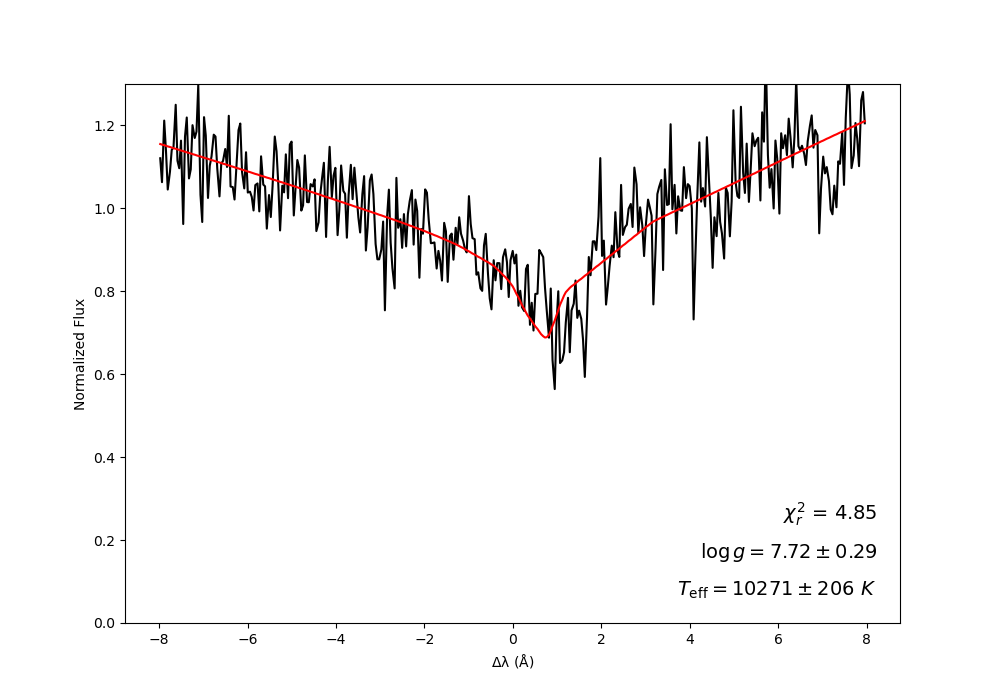 1.2
1.0
0.8
0.6
0.4
0.2
0.0
Normalized Flux
χ²ᵣ = 4.85
log g = 7.72 ± 0.29
T_eff = 10271 ± 206 K
−8 −6 −4 −2 0 2 4 6 8
Δλ (Å)